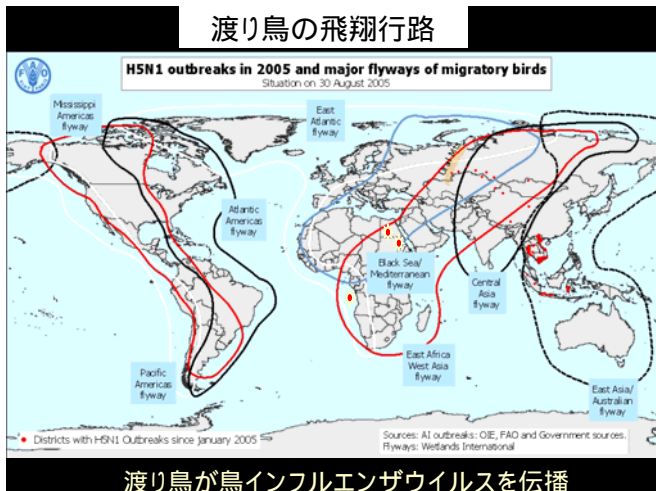 渡り鳥の飛翔行路
FAO
H5N1 outbreaks in 2005 and major flyways of migratory birds
Situation on 30 August 2005
Mississippi
Americas
flyway
East
Atlantic
flyway
Atlantic
Americas
flyway
Black Sea/
Mediterranean
flyway
Central
Asia
flyway
Pacific
Americas
flyway
East Africa
West Asia
flyway
East Asia/
Australian
flyway
Districts with H5N1 Outbreaks since January 2005
Sources: AI outbreaks: OIE, FAO and Government sources.
Flyways: Wetlands International
渡り鳥が鳥インフルエンザウイルスを伝播